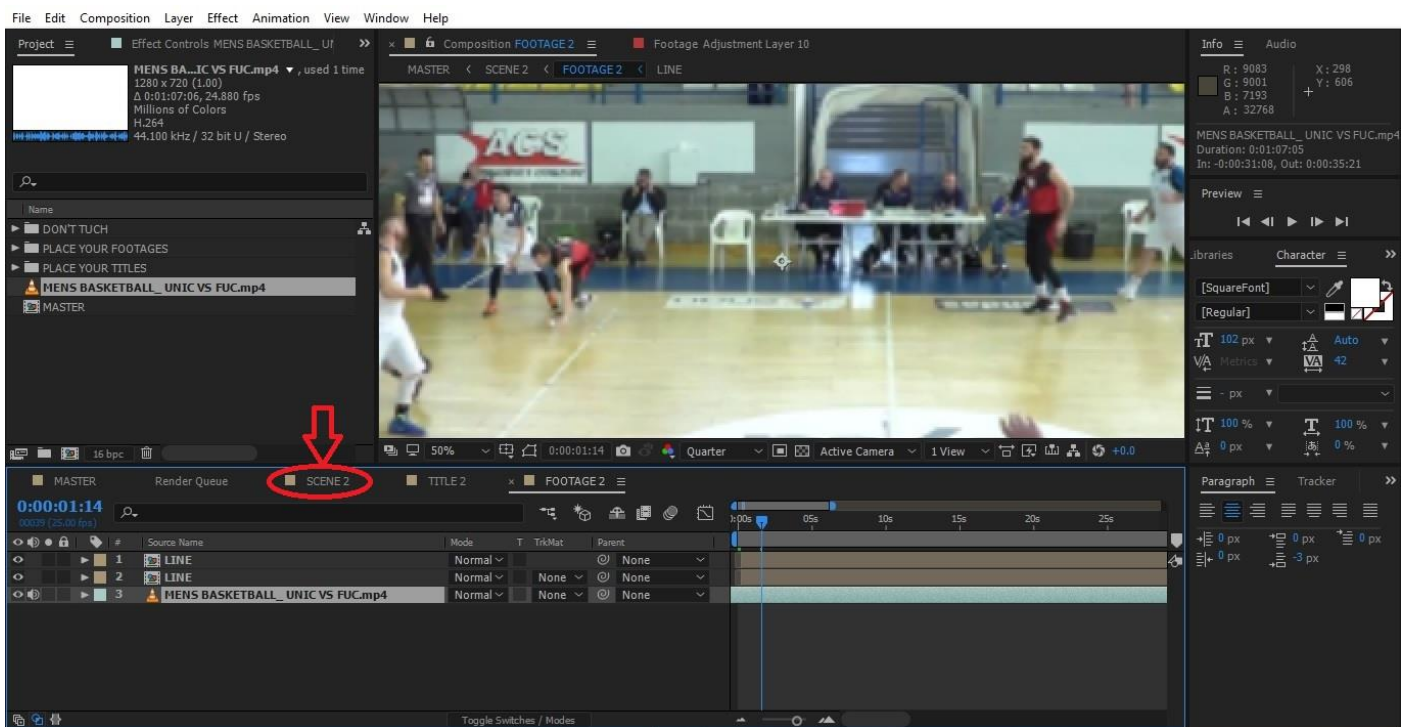 File Edit Composition Layer Effect Animation View Window Help
Project Effect Controls MENS BASKETBALL_ UN
MENS BA...IC VS FUC.mp4 , used 1 time
1280 x 720 (1.00)
Δ 0:01:07:06, 24.880 fps
Millions of Colors
H.264
44.100 kHz / 32 bit U / Stereo
Name
DON'T TUCH
PLACE YOUR FOOTAGES
PLACE YOUR TITLES
MENS BASKETBALL_ UNIC VS FUC.mp4
MASTER
16 bpc
Composition FOOTAGE 2 Footage Adjustment Layer 10
MASTER SCENE 2 FOOTAGE 2 LINE
AGS
50% 0:00:01:14 Quarter Active Camera 1 View +0.0
Info Audio
R: 9083 X: 298
G: 9001 Y: 606
B: 7193
A: 32768
MENS BASKETBALL_ UNIC VS FUC.mp4
Duration: 0:01:07:05
In: -0:00:31:08, Out: 0:00:35:21
Preview
.ibraries Character
[SquareFont]
[Regular]
102 px Auto
Metrics 42
- px
100 % 100 %
0 px 0 %
MASTER Render Queue SCENE 2 TITLE 2 FOOTAGE 2
0:00:01:14
00039 (25.00 fps)
):00s 05s 10s 15s 20s 25s
# Source Name Mode T TrkMat Parent
1 LINE Normal None
2 LINE Normal None None
3 MENS BASKETBALL_ UNIC VS FUC.mp4 Normal None None
Toggle Switches / Modes
Paragraph Tracker
0 px 0 px 0 px
0 px -3 px